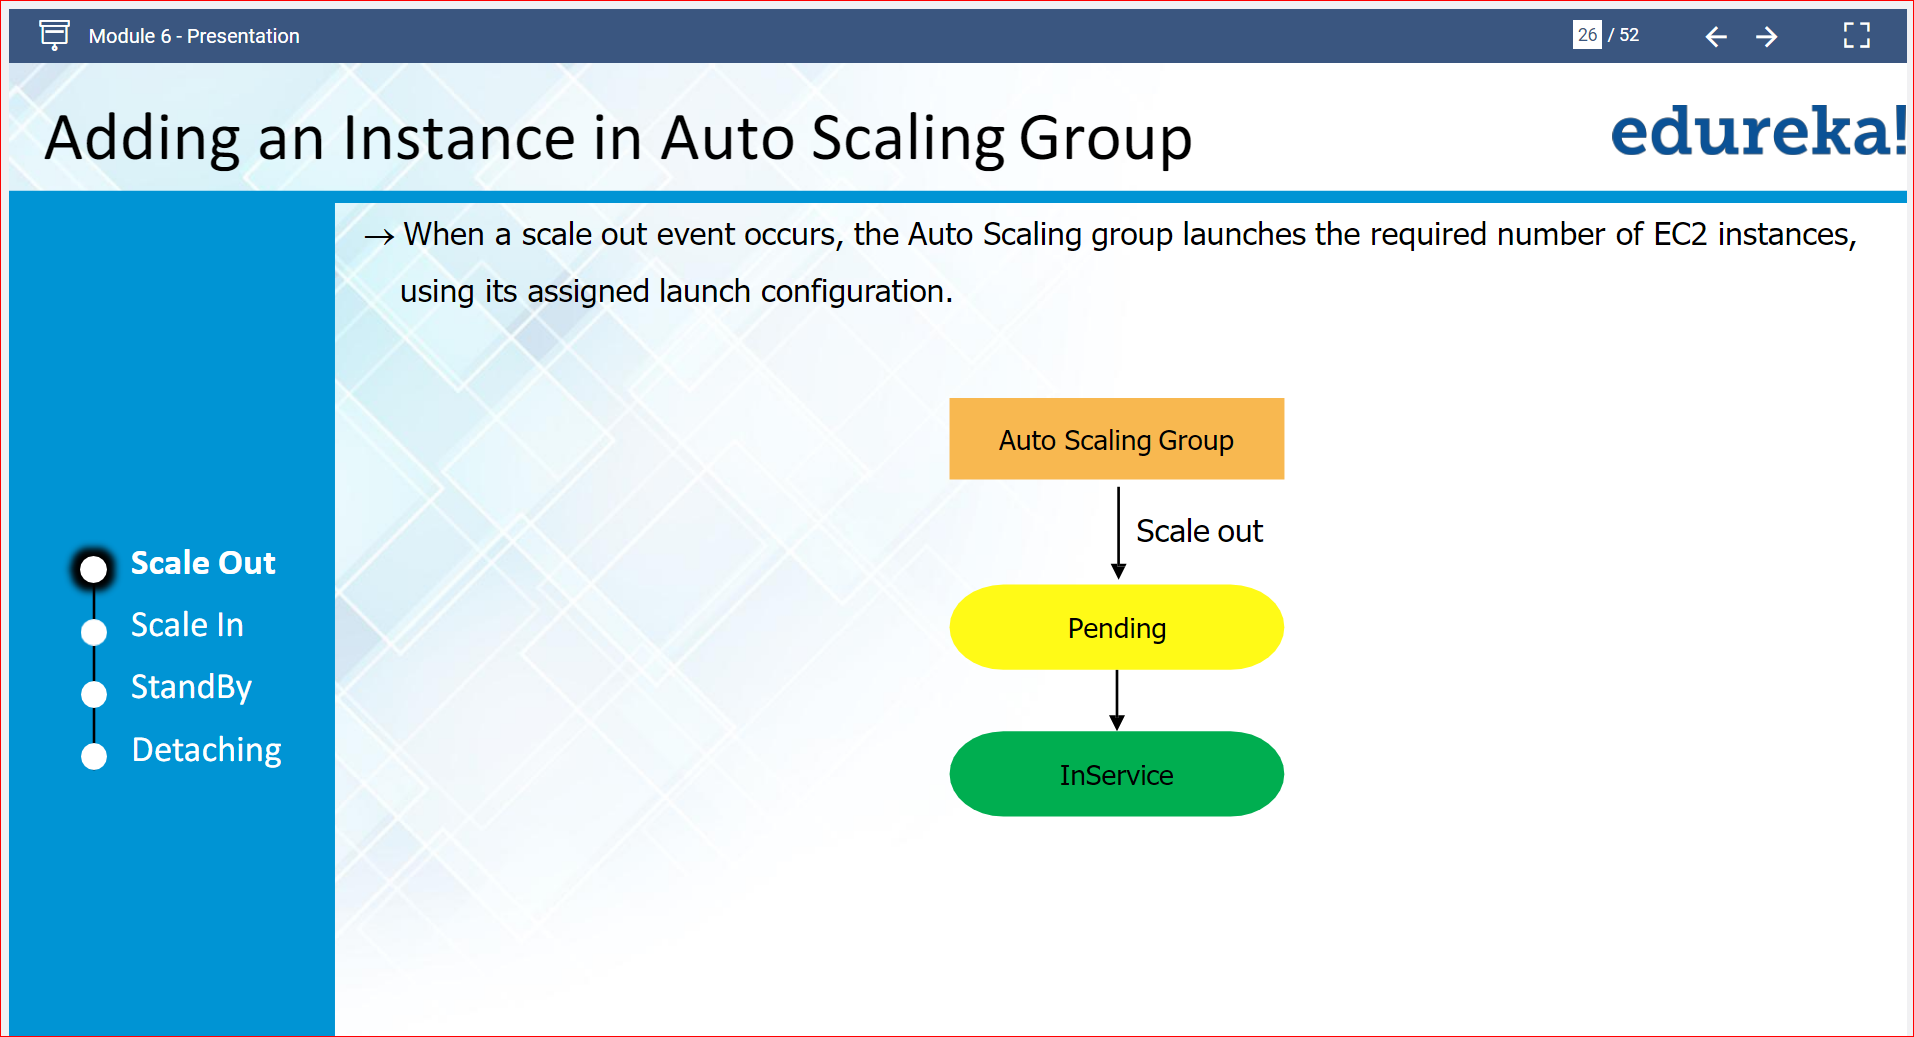 Module 6 - Presentation
26 / 52
Adding an Instance in Auto Scaling Group
edureka!
→ When a scale out event occurs, the Auto Scaling group launches the required number of EC2 instances,
using its assigned launch configuration.
Scale Out
Scale In
StandBy
Detaching
Auto Scaling Group
Scale out
Pending
InService